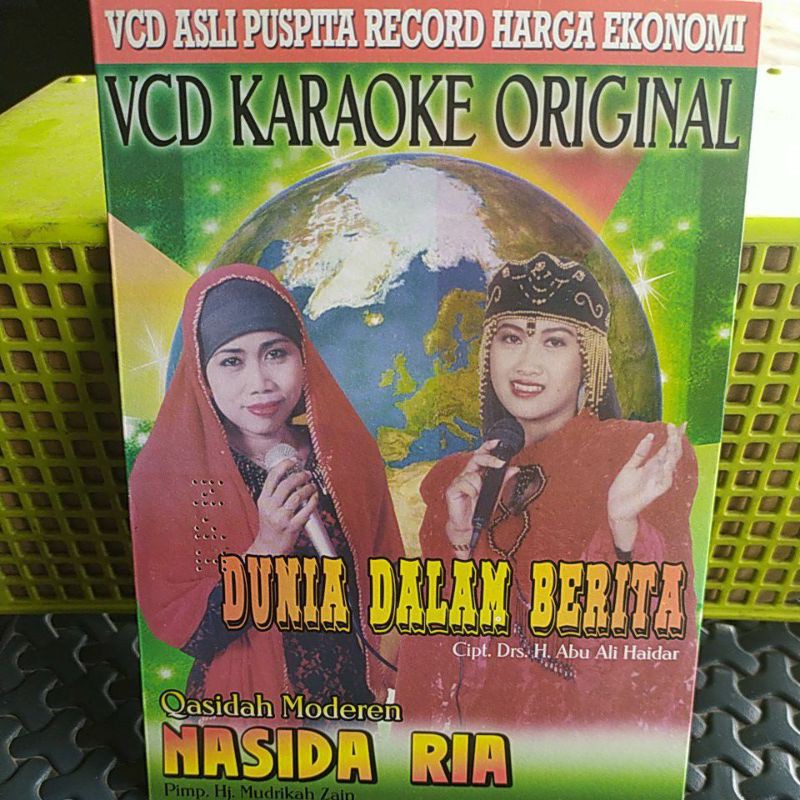 VCD ASLI PUSPITA RECORD HARGA EKONOMI
VCD KARAOKE ORIGINAL
DUNIA DALAM BERITA
Cipt. Drs. H. Abu Ali Haidar
Qasidah Moderen
NASIDA RIA
Pimp. Hj. Mudrikah Zain